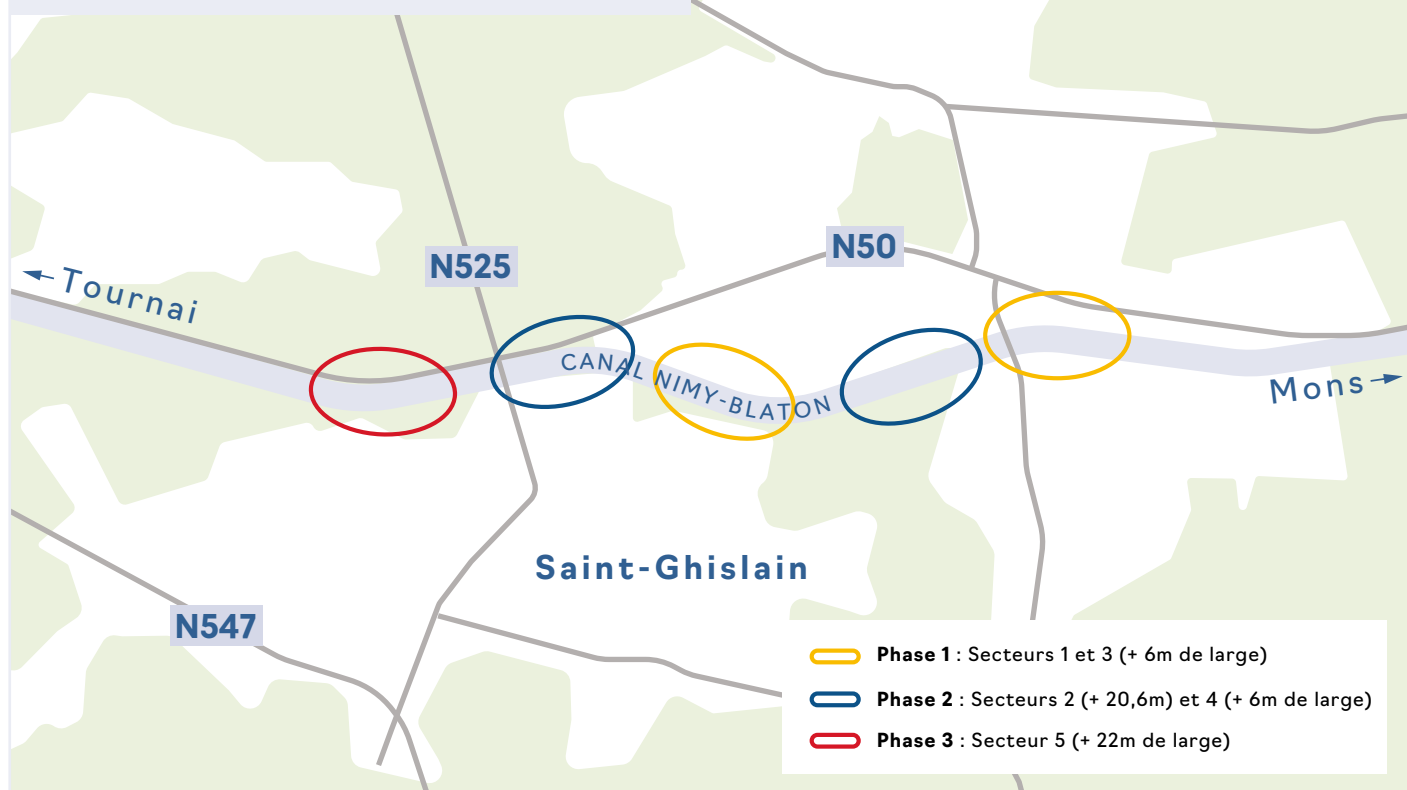 N50
N525
Tournai
CANAL NIMY-BLATON
Mons
Saint-Ghislain
N547
Phase 1 : Secteurs 1 et 3 (+ 6m de large)
Phase 2 : Secteurs 2 (+ 20,6m) et 4 (+ 6m de large)
Phase 3 : Secteur 5 (+ 22m de large)